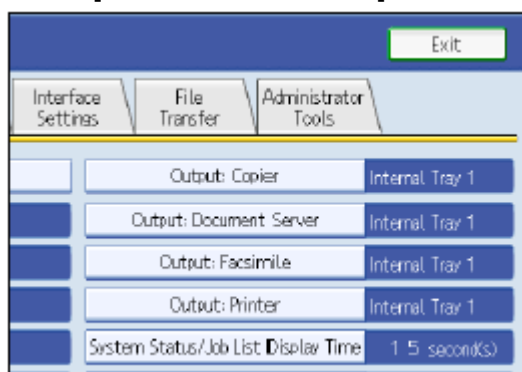 Exit
Interface Settings
File Transfer
Administrator Tools
Output: Copier Internal Tray 1
Output: Document Server Internal Tray 1
Output: Facsimile Internal Tray 1
Output: Printer Internal Tray 1
System Status/Job List Display Time 15 second(s)